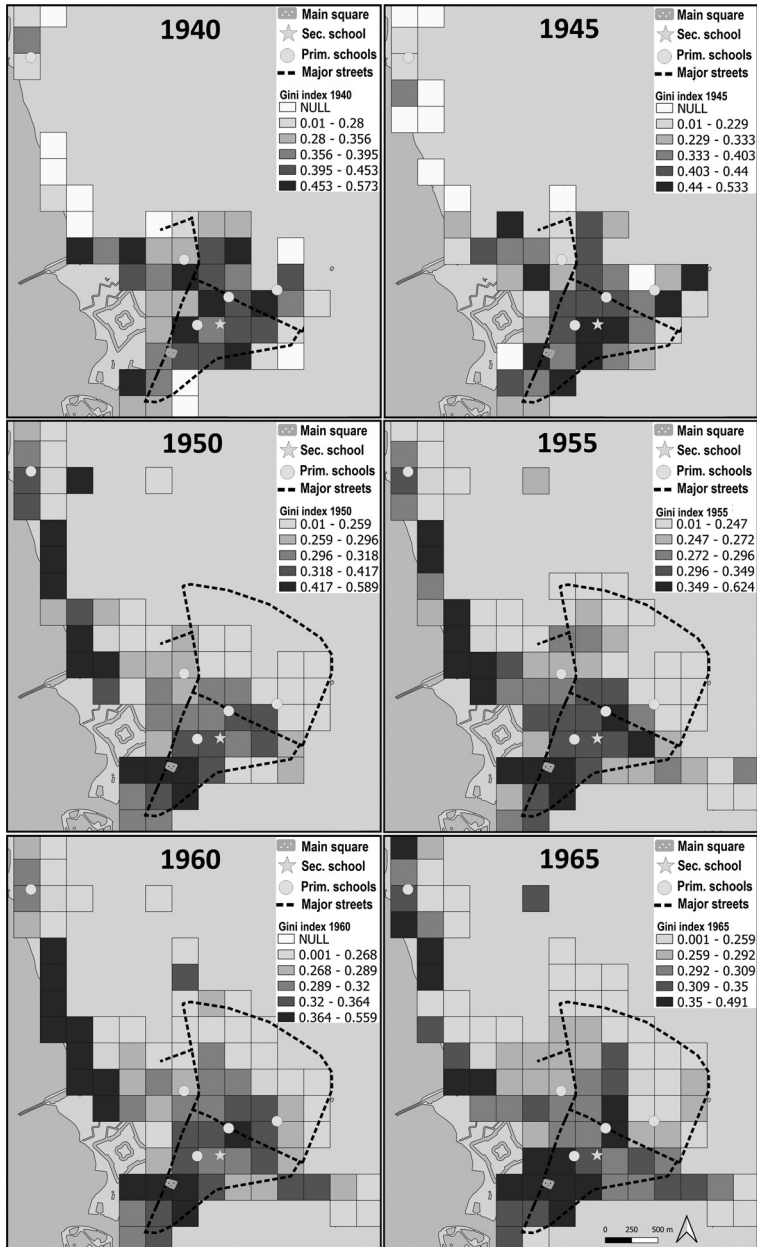 1940
Main square
Sec. school
Prim. schools
Major streets
Gini index 1940
NULL
0.01 - 0.28
0.28 - 0.356
0.356 - 0.395
0.395 - 0.453
0.453 - 0.573
1945
Main square
Sec. school
Prim. schools
Major streets
Gini index 1945
NULL
0.01 - 0.229
0.229 - 0.333
0.333 - 0.403
0.403 - 0.44
0.44 - 0.533
1950
Main square
Sec. school
Prim. schools
Major streets
Gini index 1950
0.01 - 0.259
0.259 - 0.296
0.296 - 0.318
0.318 - 0.417
0.417 - 0.589
1955
Main square
Sec. school
Prim. schools
Major streets
Gini index 1955
0.01 - 0.247
0.247 - 0.272
0.272 - 0.296
0.296 - 0.349
0.349 - 0.624
1960
Main square
Sec. school
Prim. schools
Major streets
Gini index 1960
NULL
0.001 - 0.268
0.268 - 0.289
0.289 - 0.32
0.32 - 0.364
0.364 - 0.559
1965
Main square
Sec. school
Prim. schools
Major streets
Gini index 1965
0.001 - 0.259
0.259 - 0.292
0.292 - 0.309
0.309 - 0.35
0.35 - 0.491
0 250 500 m